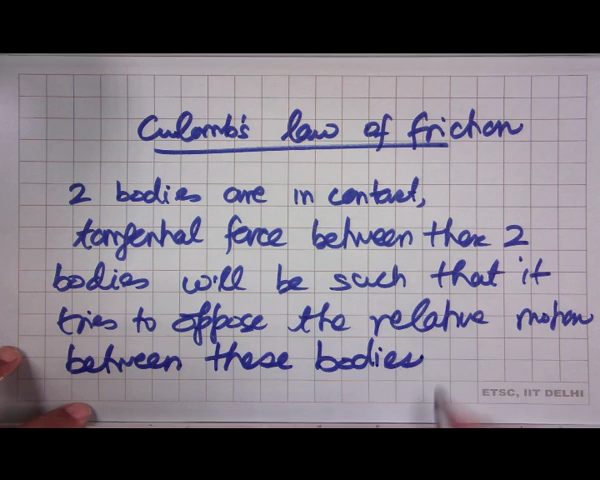 Culomb's law of friction
2 bodies are in contact,
tangential force between these 2
bodies will be such that it
tries to oppose the relative motion
between these bodies
ETSC, IIT DELHI